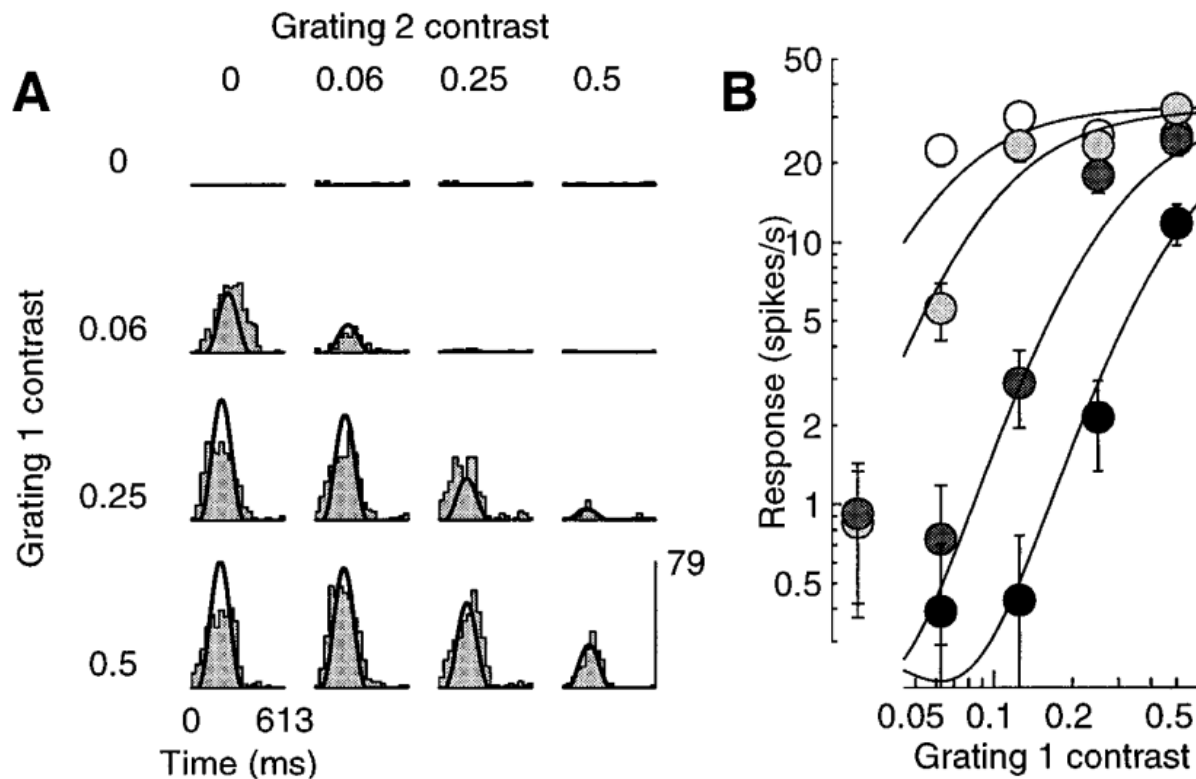 Grating 2 contrast
A
0 0.06 0.25 0.5
Grating 1 contrast
0
0.06
0.25
0.5
79
0 613
Time (ms)
B
Response (spikes/s)
50
20
10
5
2
1
0.5
0.05 0.1 0.2 0.5
Grating 1 contrast